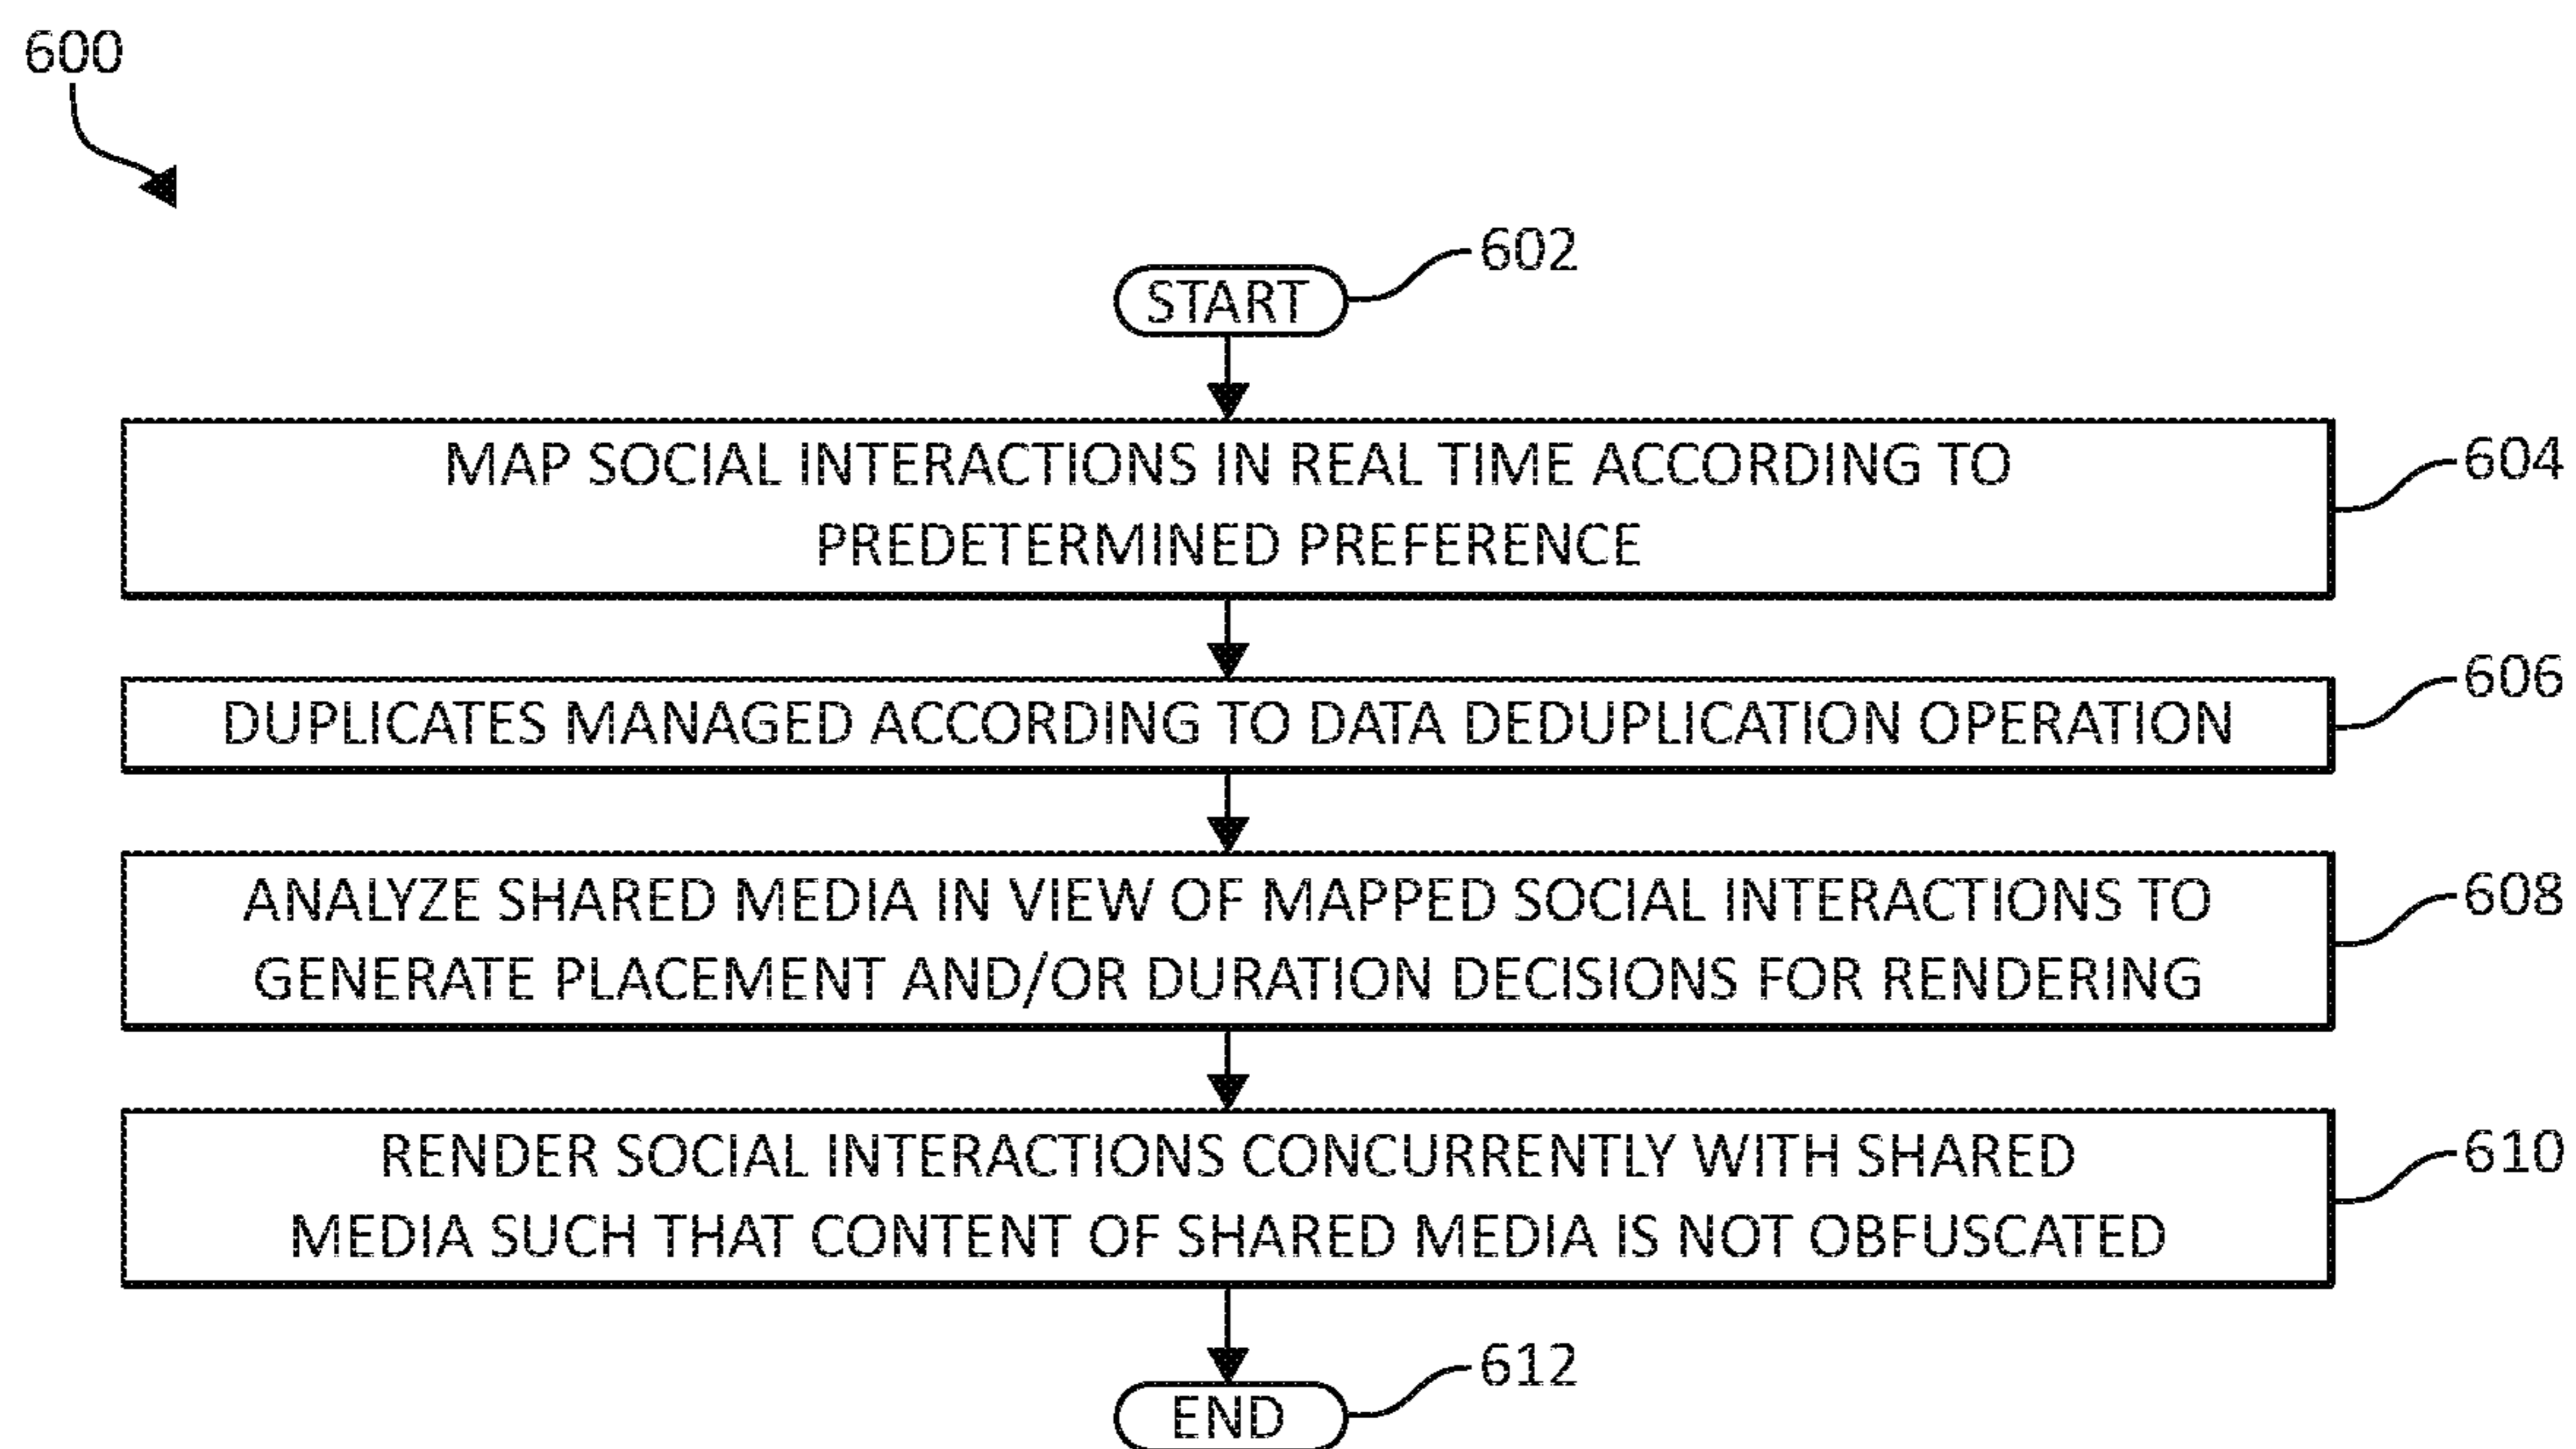 600
START
602
MAP SOCIAL INTERACTIONS IN REAL TIME ACCORDING TO
PREDETERMINED PREFERENCE
604
DUPLICATES MANAGED ACCORDING TO DATA DEDUPLICATION OPERATION
606
ANALYZE SHARED MEDIA IN VIEW OF MAPPED SOCIAL INTERACTIONS TO
GENERATE PLACEMENT AND/OR DURATION DECISIONS FOR RENDERING
608
RENDER SOCIAL INTERACTIONS CONCURRENTLY WITH SHARED
MEDIA SUCH THAT CONTENT OF SHARED MEDIA IS NOT OBFUSCATED
610
END
612